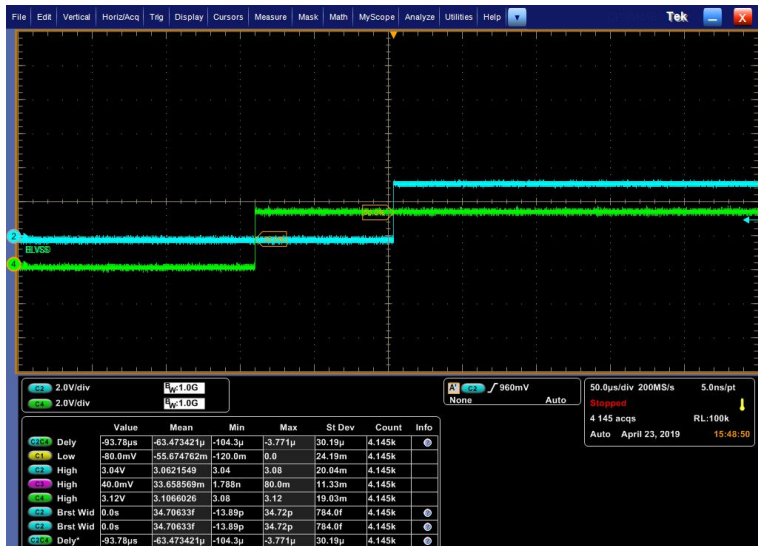 File Edit Vertical Horiz/Acq Trig Display Cursors Measure Mask Math MyScope Analyze Utilities Help Tek X
2
ELVSS
4
C2 2.0V/div BW:1.0G
C4 2.0V/div BW:1.0G
A' C2 960mV
None Auto
50.0µs/div 200MS/s 5.0ns/pt
Stopped
4 145 acqs RL:100k
Auto April 23, 2019 15:48:50
Value Mean Min Max St Dev Count Info
C2C4 Dely -93.78µs -63.473421µ -104.3µ -3.771µ 30.19µ 4.145k
C1 Low -80.0mV -55.674762m -120.0m 0.0 24.19m 4.145k
C2 High 3.04V 3.0621549 3.04 3.08 20.04m 4.145k
C3 High 40.0mV 33.658569m 1.788n 80.0m 11.33m 4.145k
C4 High 3.12V 3.1066026 3.08 3.12 19.03m 4.145k
C2 Brst Wid 0.0s 34.70633f -13.89p 34.72p 784.0f 4.145k
C2 Brst Wid 0.0s 34.70633f -13.89p 34.72p 784.0f 4.145k
C2C4 Dely* -93.78µs -63.473421µ -104.3µ -3.771µ 30.19µ 4.145k